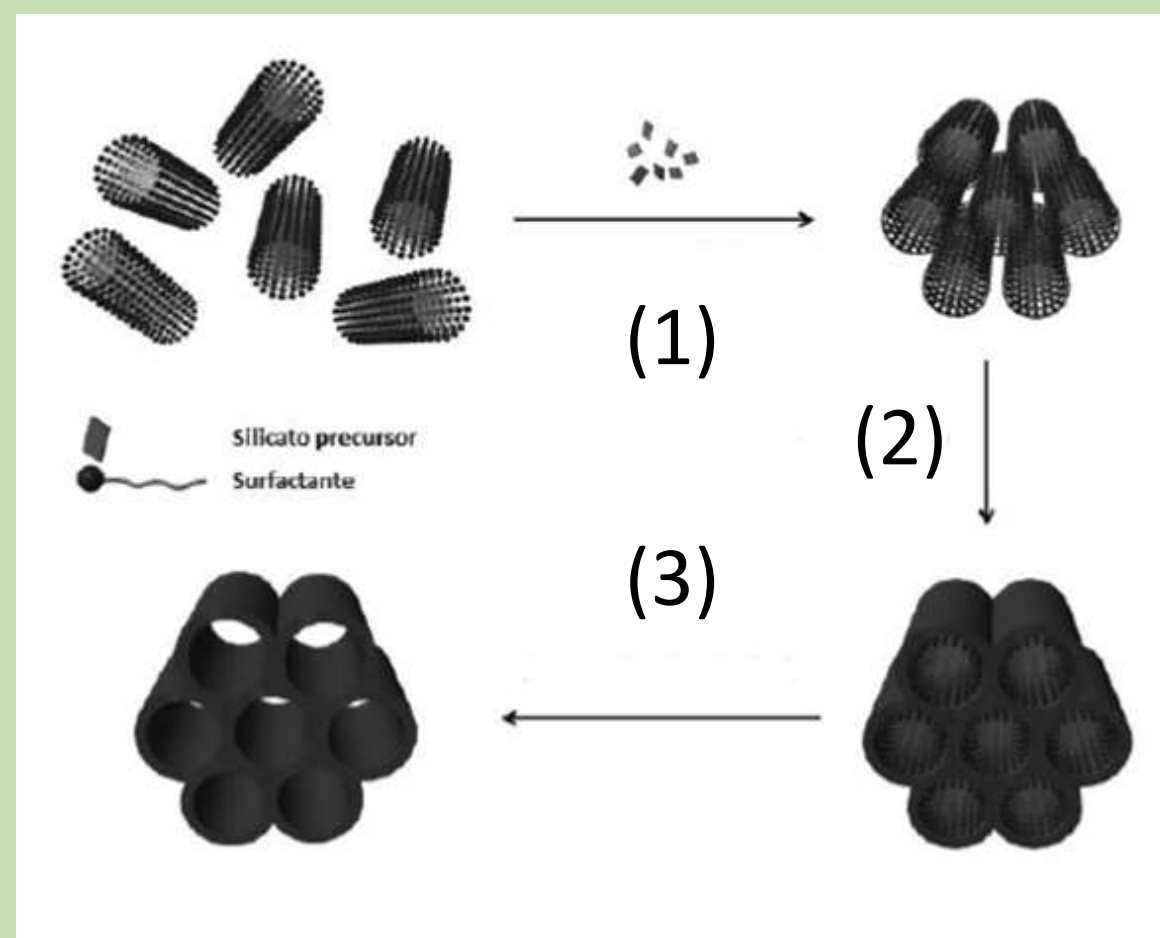 (1)
(2)
Silicato precursor
Surfactante
(3)